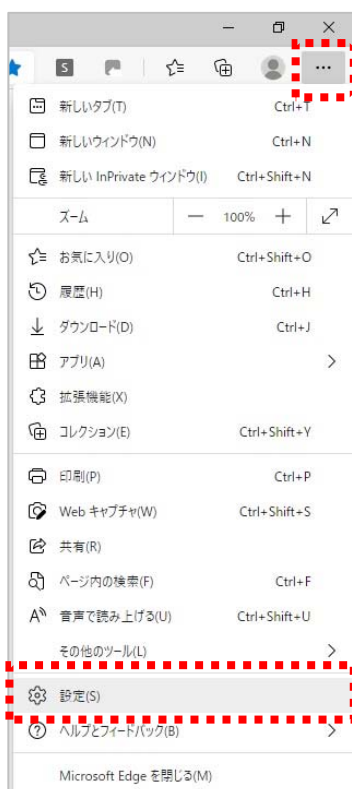 S
新しいタブ(T) Ctrl+T
新しいウィンドウ(N) Ctrl+N
新しい InPrivate ウィンドウ(I) Ctrl+Shift+N
ズーム — 100% +
お気に入り(O) Ctrl+Shift+O
履歴(H) Ctrl+H
ダウンロード(D) Ctrl+J
アプリ(A)
拡張機能(X)
コレクション(E) Ctrl+Shift+Y
印刷(P) Ctrl+P
Web キャプチャ(W) Ctrl+Shift+S
共有(R)
ページ内の検索(F) Ctrl+F
音声で読み上げる(U) Ctrl+Shift+U
その他のツール(L)
設定(S)
ヘルプとフィードバック(B)
Microsoft Edge を閉じる(M)